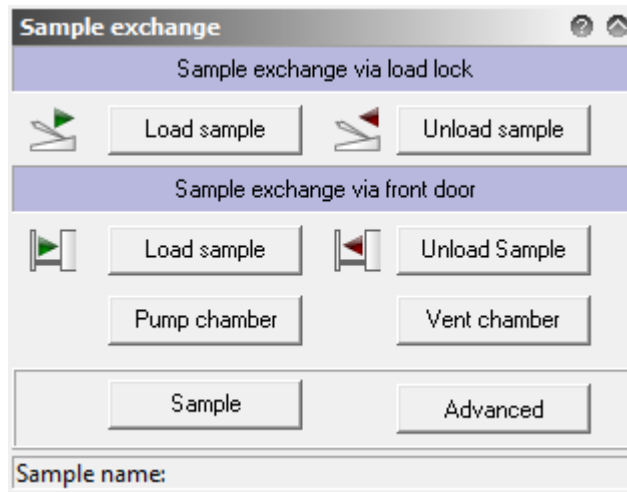 Sample exchange
Sample exchange via load lock
Load sample
Unload sample
Sample exchange via front door
Load sample
Unload Sample
Pump chamber
Vent chamber
Sample
Advanced
Sample name: